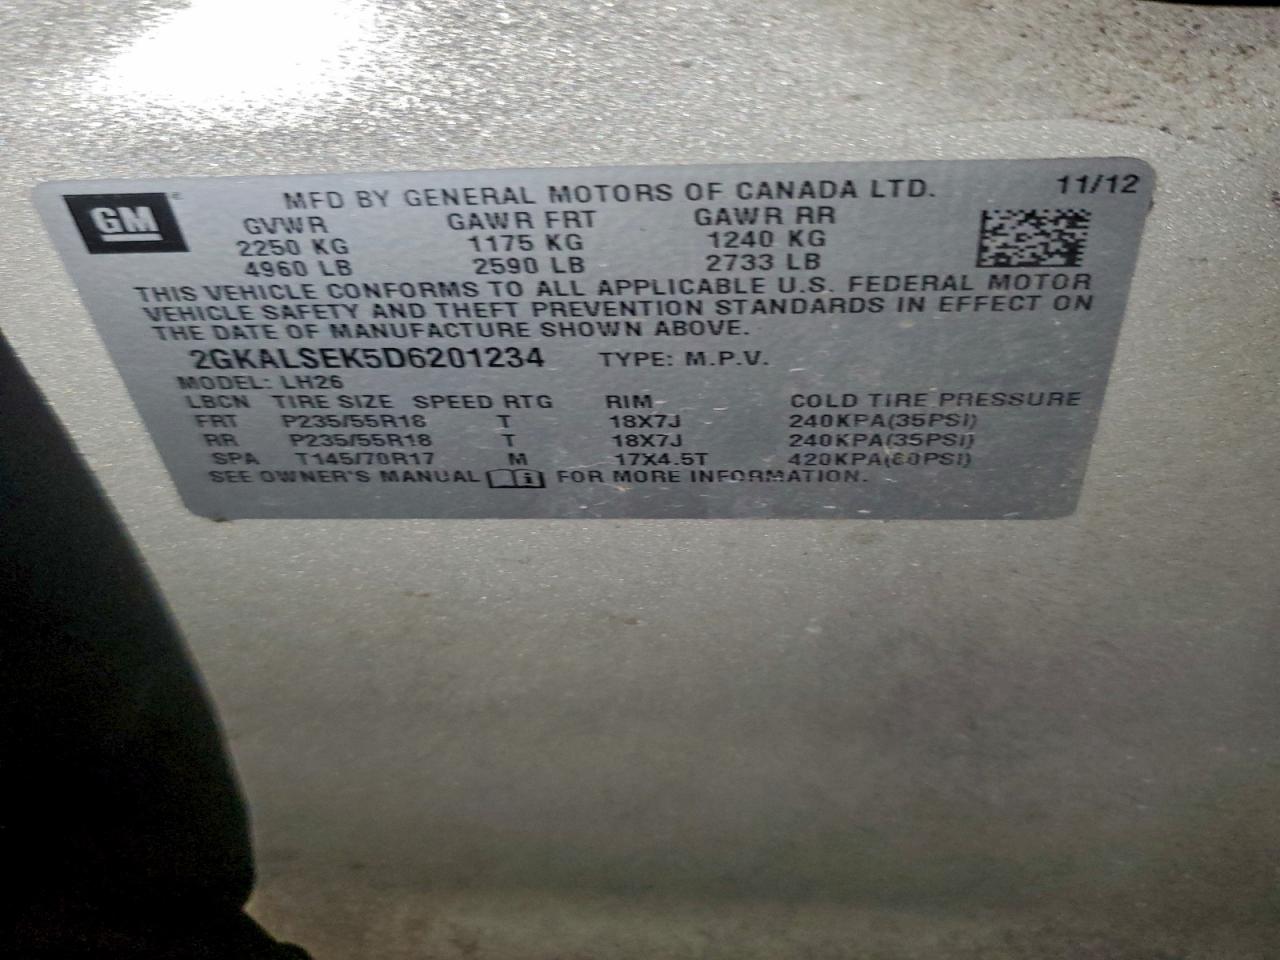 GM
MFD BY GENERAL MOTORS OF CANADA LTD. 11/12
GVWR GAWR FRT GAWR RR
2250 KG 1175 KG 1240 KG
4960 LB 2590 LB 2733 LB
THIS VEHICLE CONFORMS TO ALL APPLICABLE U.S. FEDERAL MOTOR
VEHICLE SAFETY AND THEFT PREVENTION STANDARDS IN EFFECT ON
THE DATE OF MANUFACTURE SHOWN ABOVE.
2GKALSEK5D6201234 TYPE: M.P.V.
MODEL: LH26
LBCN TIRE SIZE SPEED RTG RIM COLD TIRE PRESSURE
FRT P235/55R18 T 18X7J 240KPA(35PSI)
RR P235/55R18 T 18X7J 240KPA(35PSI)
SPA T145/70R17 M 17X4.5T 420KPA(60PSI)
SEE OWNER'S MANUAL FOR MORE INFORMATION.